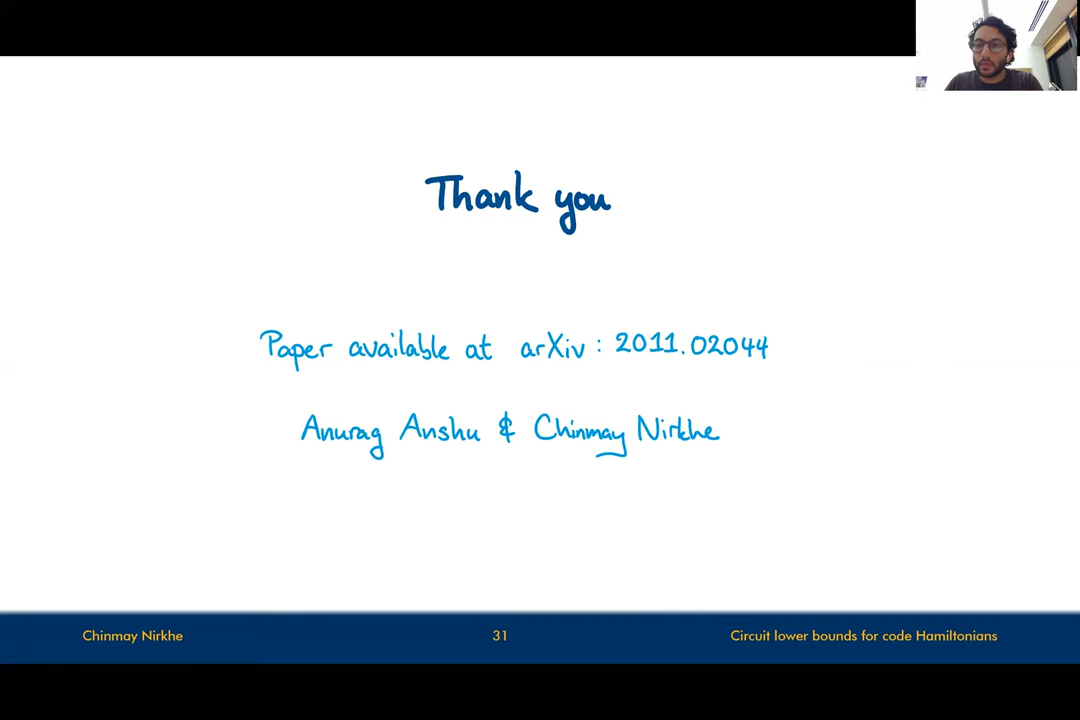 Thank you
Paper available at arXiv: 2011.02044
Anurag Anshu & Chinmay Nirkhe
Chinmay Nirkhe 31 Circuit lower bounds for code Hamiltonians